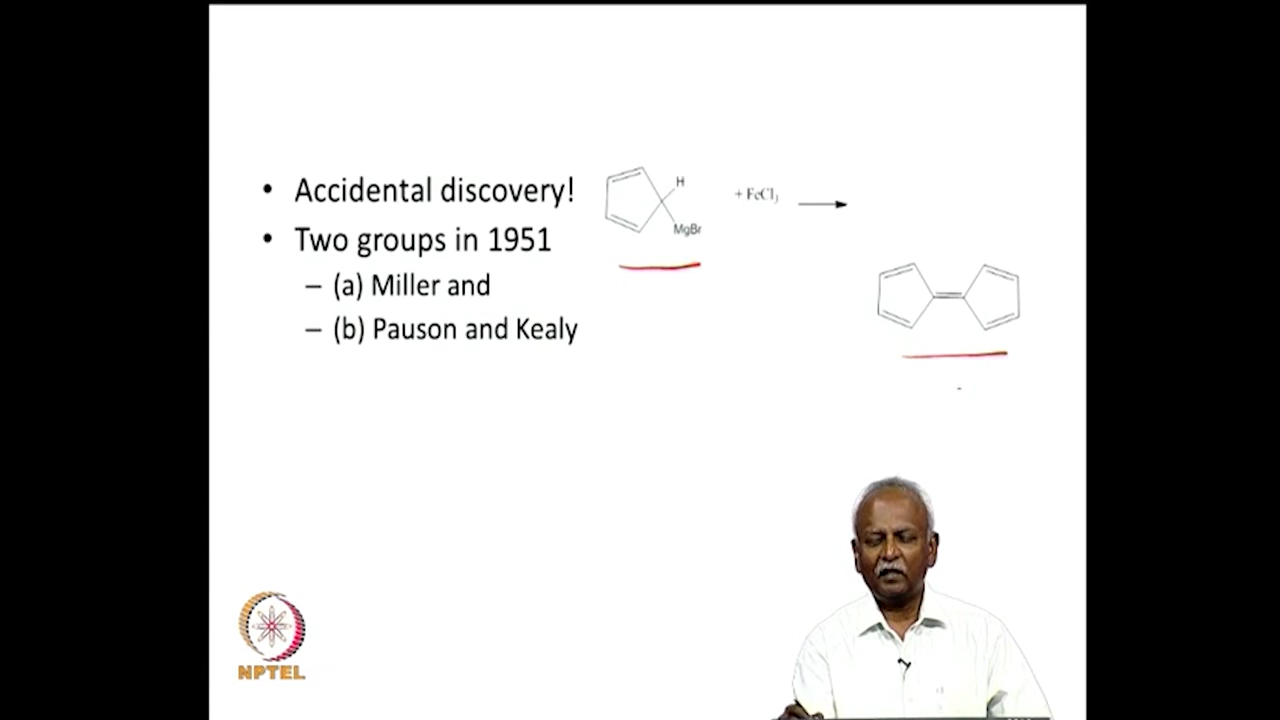 • Accidental discovery!
• Two groups in 1951
– (a) Miller and
– (b) Pauson and Kealy
H
MgBr
+ FeCl3
NPTEL